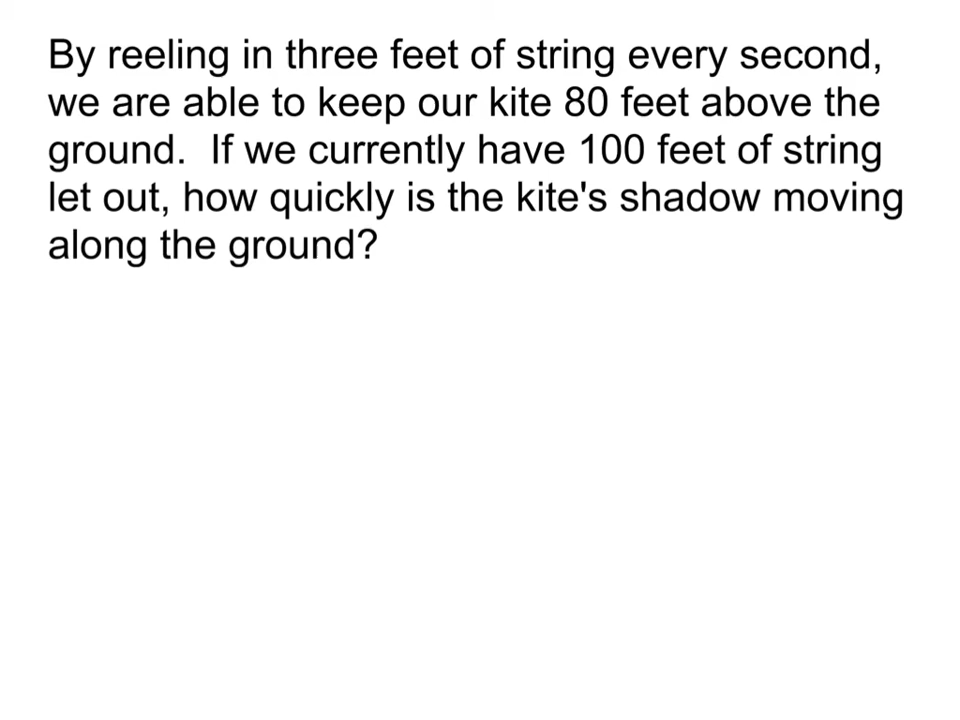 By reeling in three feet of string every second,
we are able to keep our kite 80 feet above the
ground.  If we currently have 100 feet of string
let out, how quickly is the kite's shadow moving
along the ground?